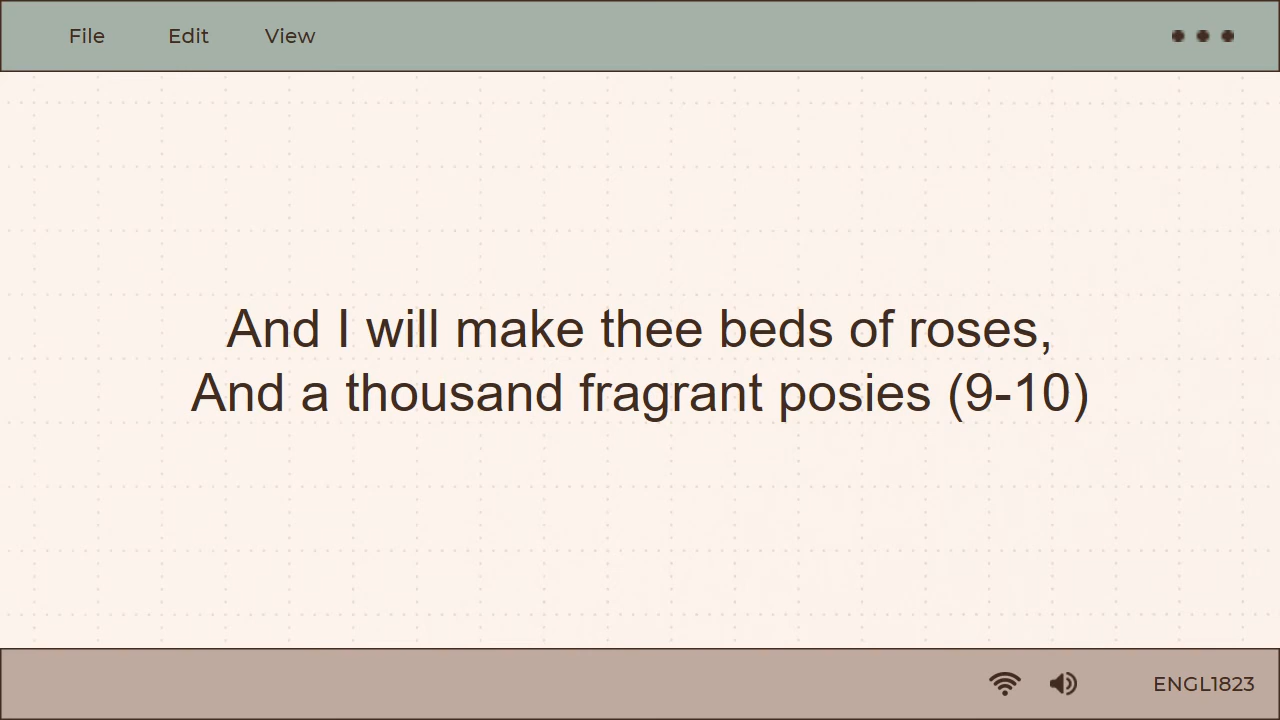 File Edit View
And I will make thee beds of roses,
And a thousand fragrant posies (9-10)
ENGL1823